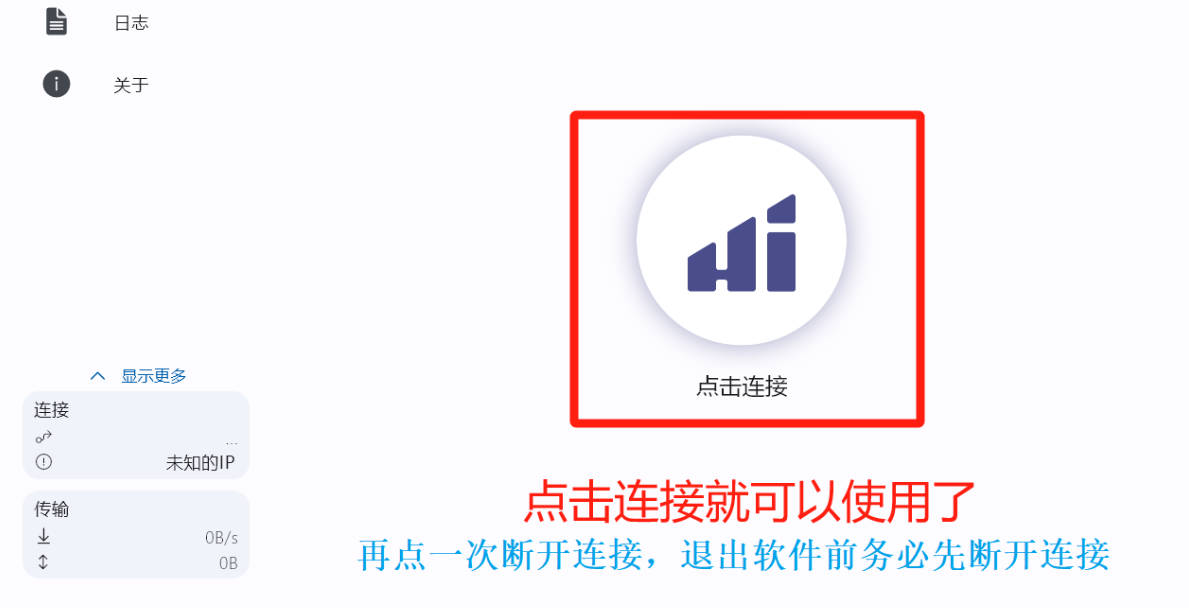 日志
关于
点击连接
显示更多
连接
...
未知的IP
传输
0B/s
0B
点击连接就可以使用了
再点一次断开连接，退出软件前务必先断开连接